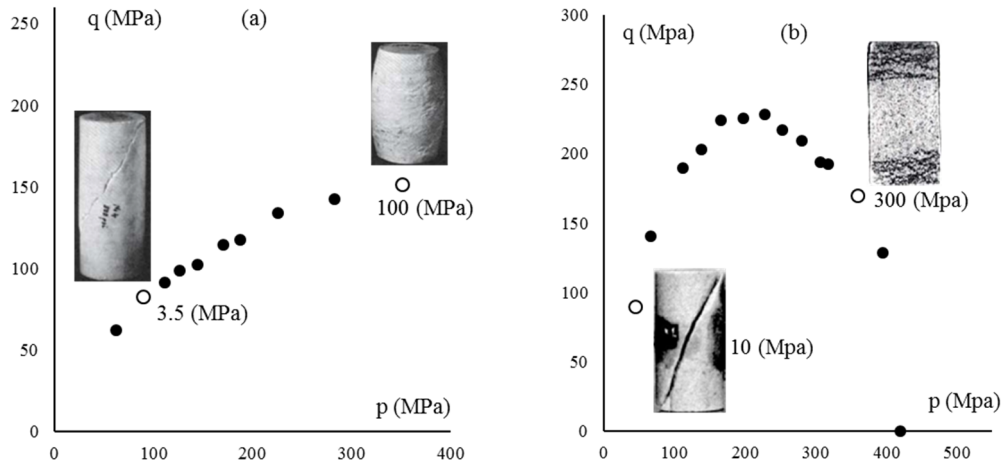 q (MPa)
(a)
250
200
150
100
50
0
100 (MPa)
3.5 (MPa)
p (MPa)
0 100 200 300 400
q (Mpa)
(b)
300
250
200
150
100
50
0
300 (Mpa)
10 (Mpa)
p (Mpa)
0 100 200 300 400 500